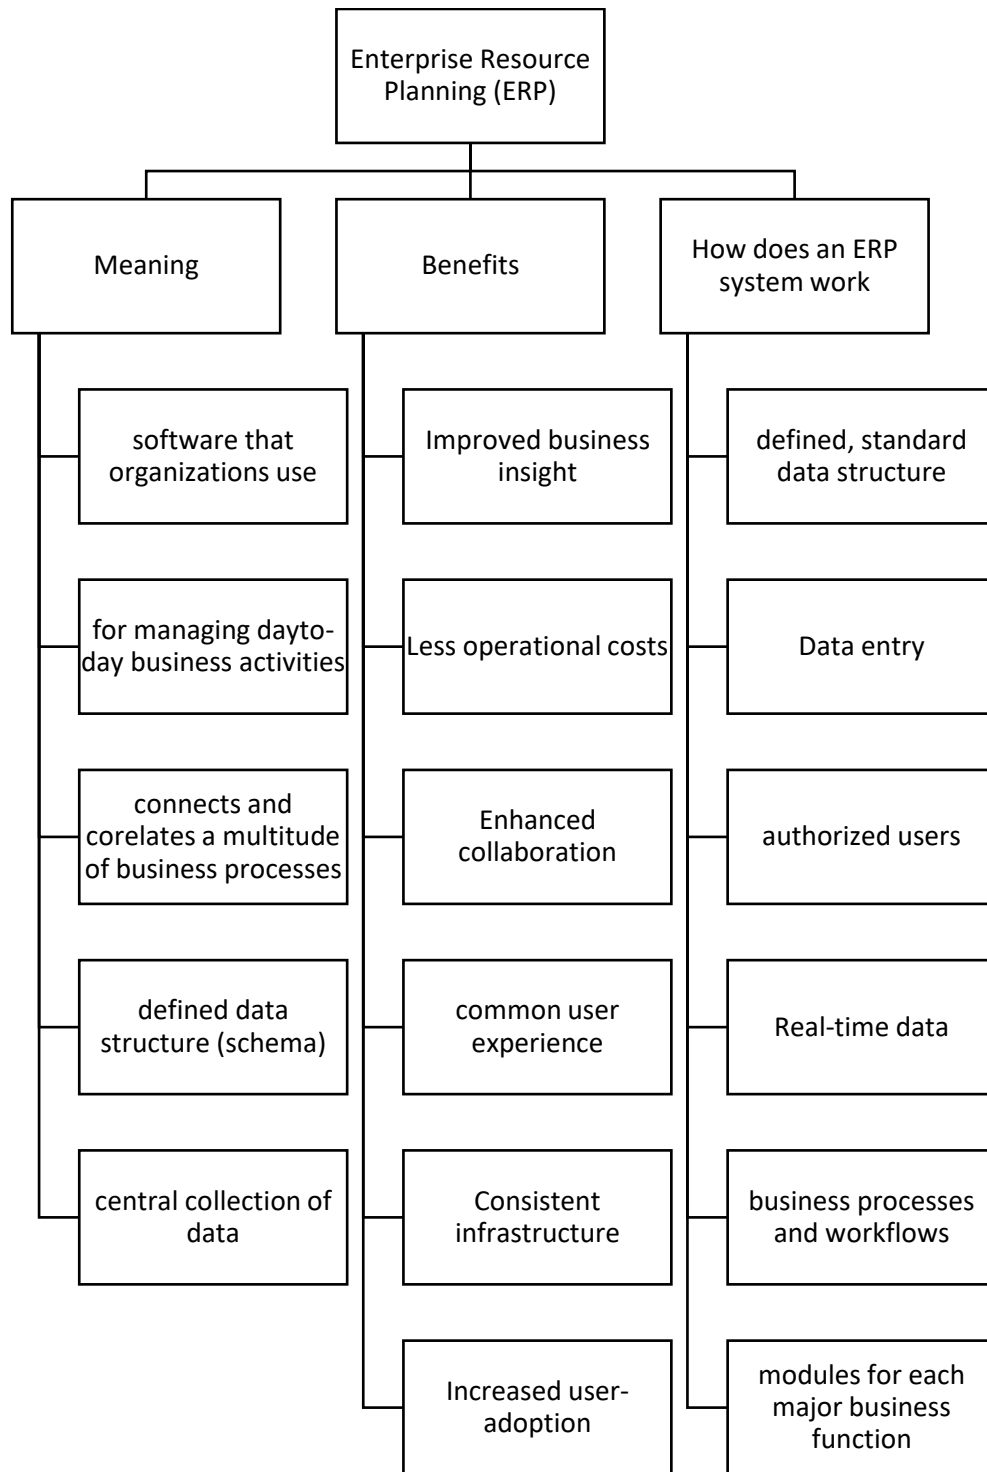 Enterprise Resource
Planning (ERP)
Meaning
software that
organizations use
for managing dayto-
day business activities
connects and
corelates a multitude
of business processes
defined data
structure (schema)
central collection of
data
Benefits
Improved business
insight
Less operational costs
Enhanced
collaboration
common user
experience
Consistent
infrastructure
Increased user-
adoption
How does an ERP
system work
defined, standard
data structure
Data entry
authorized users
Real-time data
business processes
and workflows
modules for each
major business
function